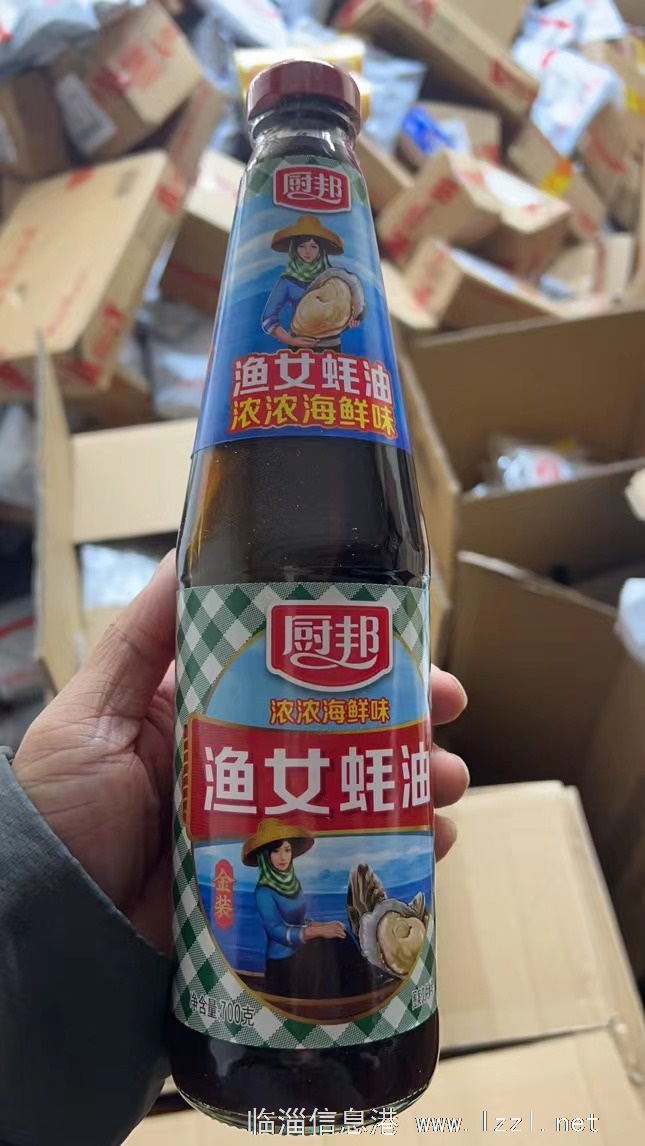 厨邦
渔女蚝油
浓浓海鲜味
厨邦
浓浓海鲜味
渔女蚝油
金装
净含量:700克
临淄信息港 www.lzzl.net